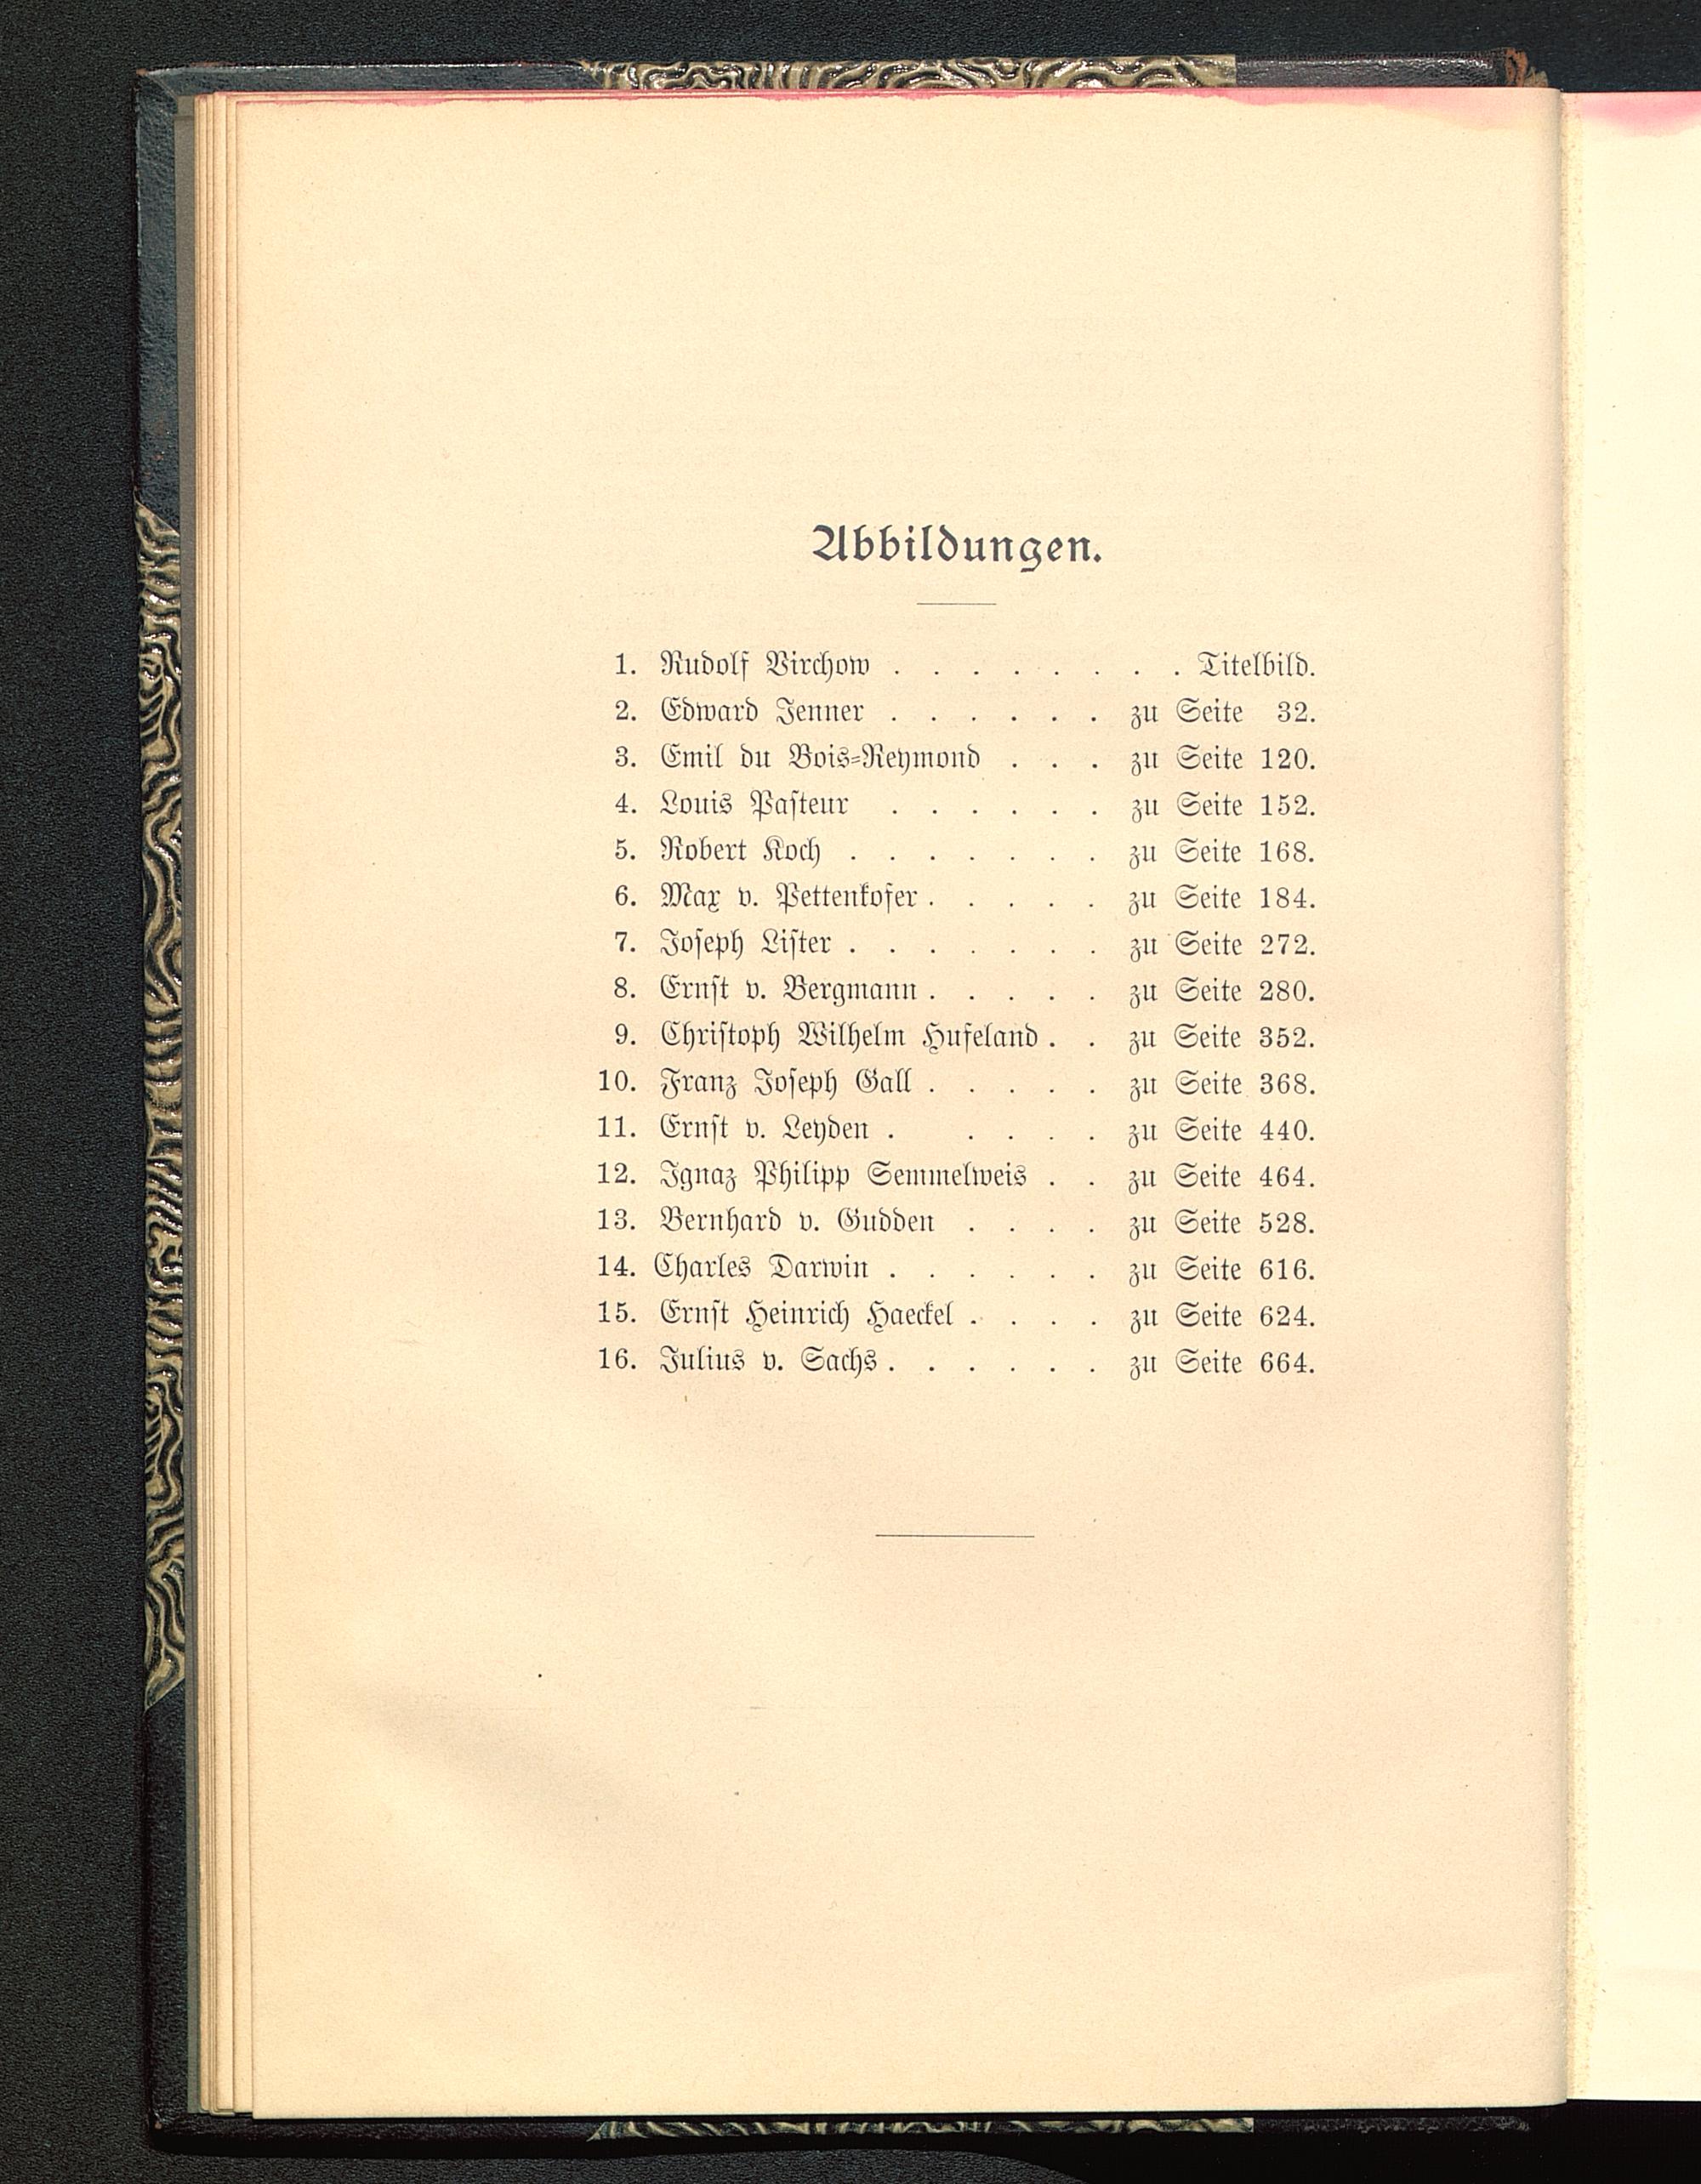 Abbildungen.
1. Rudolf Virchow . . . . . . . . Titelbild.
2. Edward Jenner . . . . . . zu Seite 32.
3. Emil du Bois-Reymond . . . zu Seite 120.
4. Louis Pasteur . . . . . . zu Seite 152.
5. Robert Koch . . . . . . . zu Seite 168.
6. Max v. Pettenkofer . . . . . zu Seite 184.
7. Joseph Lister . . . . . . . zu Seite 272.
8. Ernst v. Bergmann . . . . . zu Seite 280.
9. Christoph Wilhelm Hufeland . . zu Seite 352.
10. Franz Joseph Gall . . . . . zu Seite 368.
11. Ernst v. Leyden . . . . . zu Seite 440.
12. Ignaz Philipp Semmelweis . . zu Seite 464.
13. Bernhard v. Gudden . . . . zu Seite 528.
14. Charles Darwin . . . . . . zu Seite 616.
15. Ernst Heinrich Haeckel . . . . zu Seite 624.
16. Julius v. Sachs . . . . . . zu Seite 664.